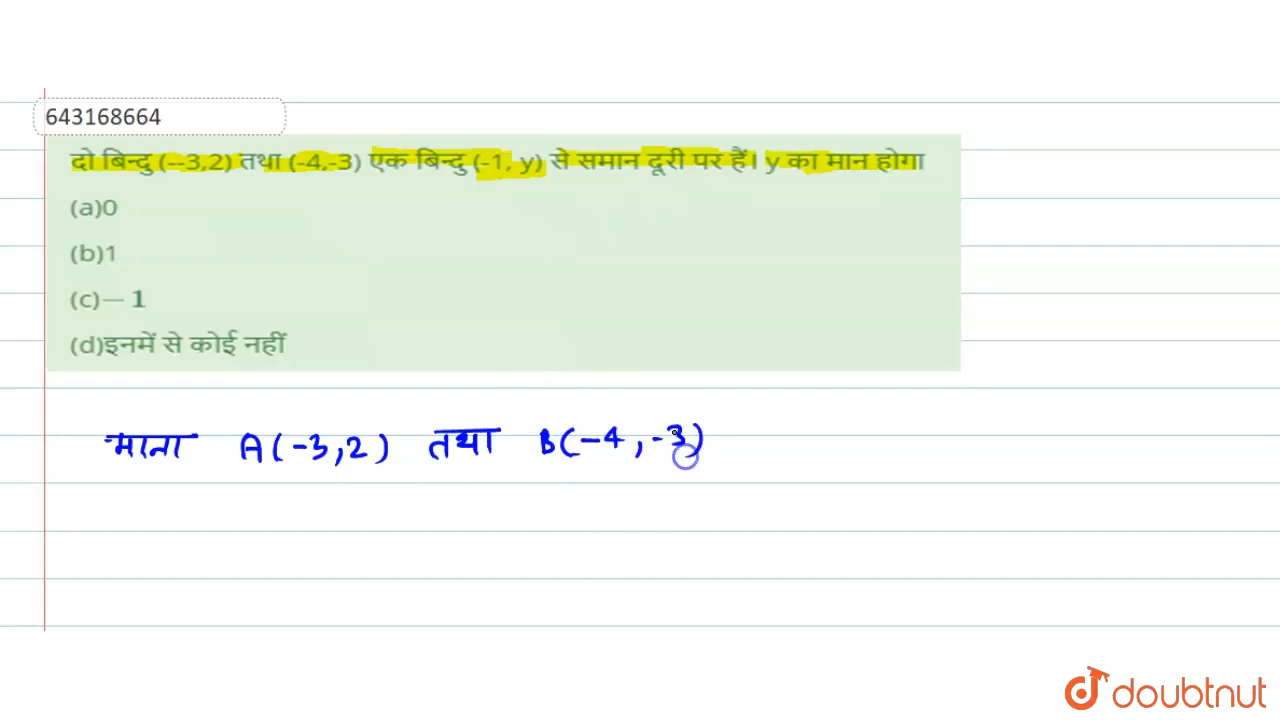 643168664
दो बिन्दु (--3,2) तथा (-4,-3) एक बिन्दु (-1, y) से समान दूरी पर हैं। y का मान होगा
(a)0
(b)1
(c)− 1
(d)इनमें से कोई नहीं
माना A(-3,2) तथा B(-4,-3)
doubtnut